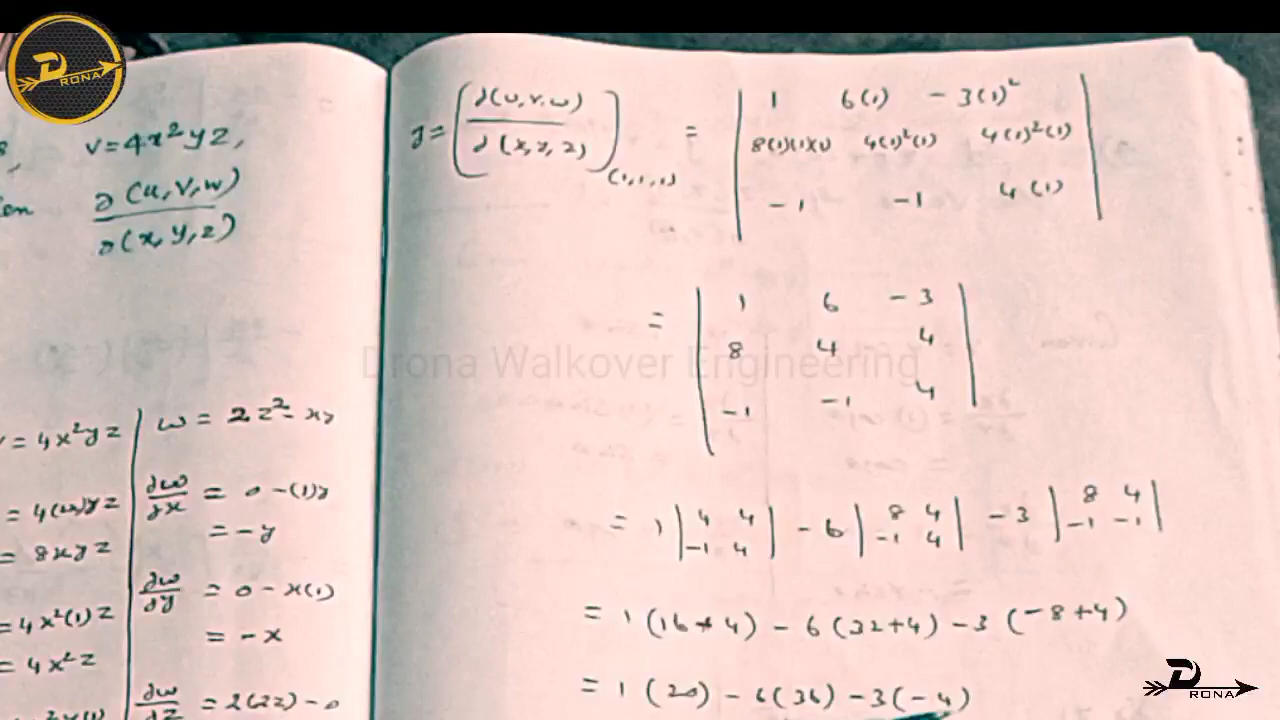 DRONA
v = 4x²yz,
∂(u, v, w)
∂(x, y, z)
= 4x²yz
= 8xyz
= 4x²(1)z
= 4x²z
w = 2z² - xy
∂w/∂x = 0 - (1)y
= -y
∂w/∂y = 0 - x(1)
= -x
∂w/∂z = 2(2z) - 0
J = (∂(u, v, w)/∂(x, y, z))(1,1,1) = | 1 6(1) -3(1)² |
| 8(1)(1)(1) 4(1)²(1) 4(1)²(1) |
| -1 -1 4(1) |
= | 1 6 -3 |
| 8 4 4 |
| -1 -1 4 |
Drona Walkover Engineering
= 1 | 4 4 | - 6 | 8 4 | - 3 | 8 4 |
| -1 4 | | -1 4 | | -1 -1 |
= 1 (16 + 4) - 6 (32 + 4) - 3 (-8 + 4)
= 1 (20) - 6 (36) - 3 (-4)
DRONA